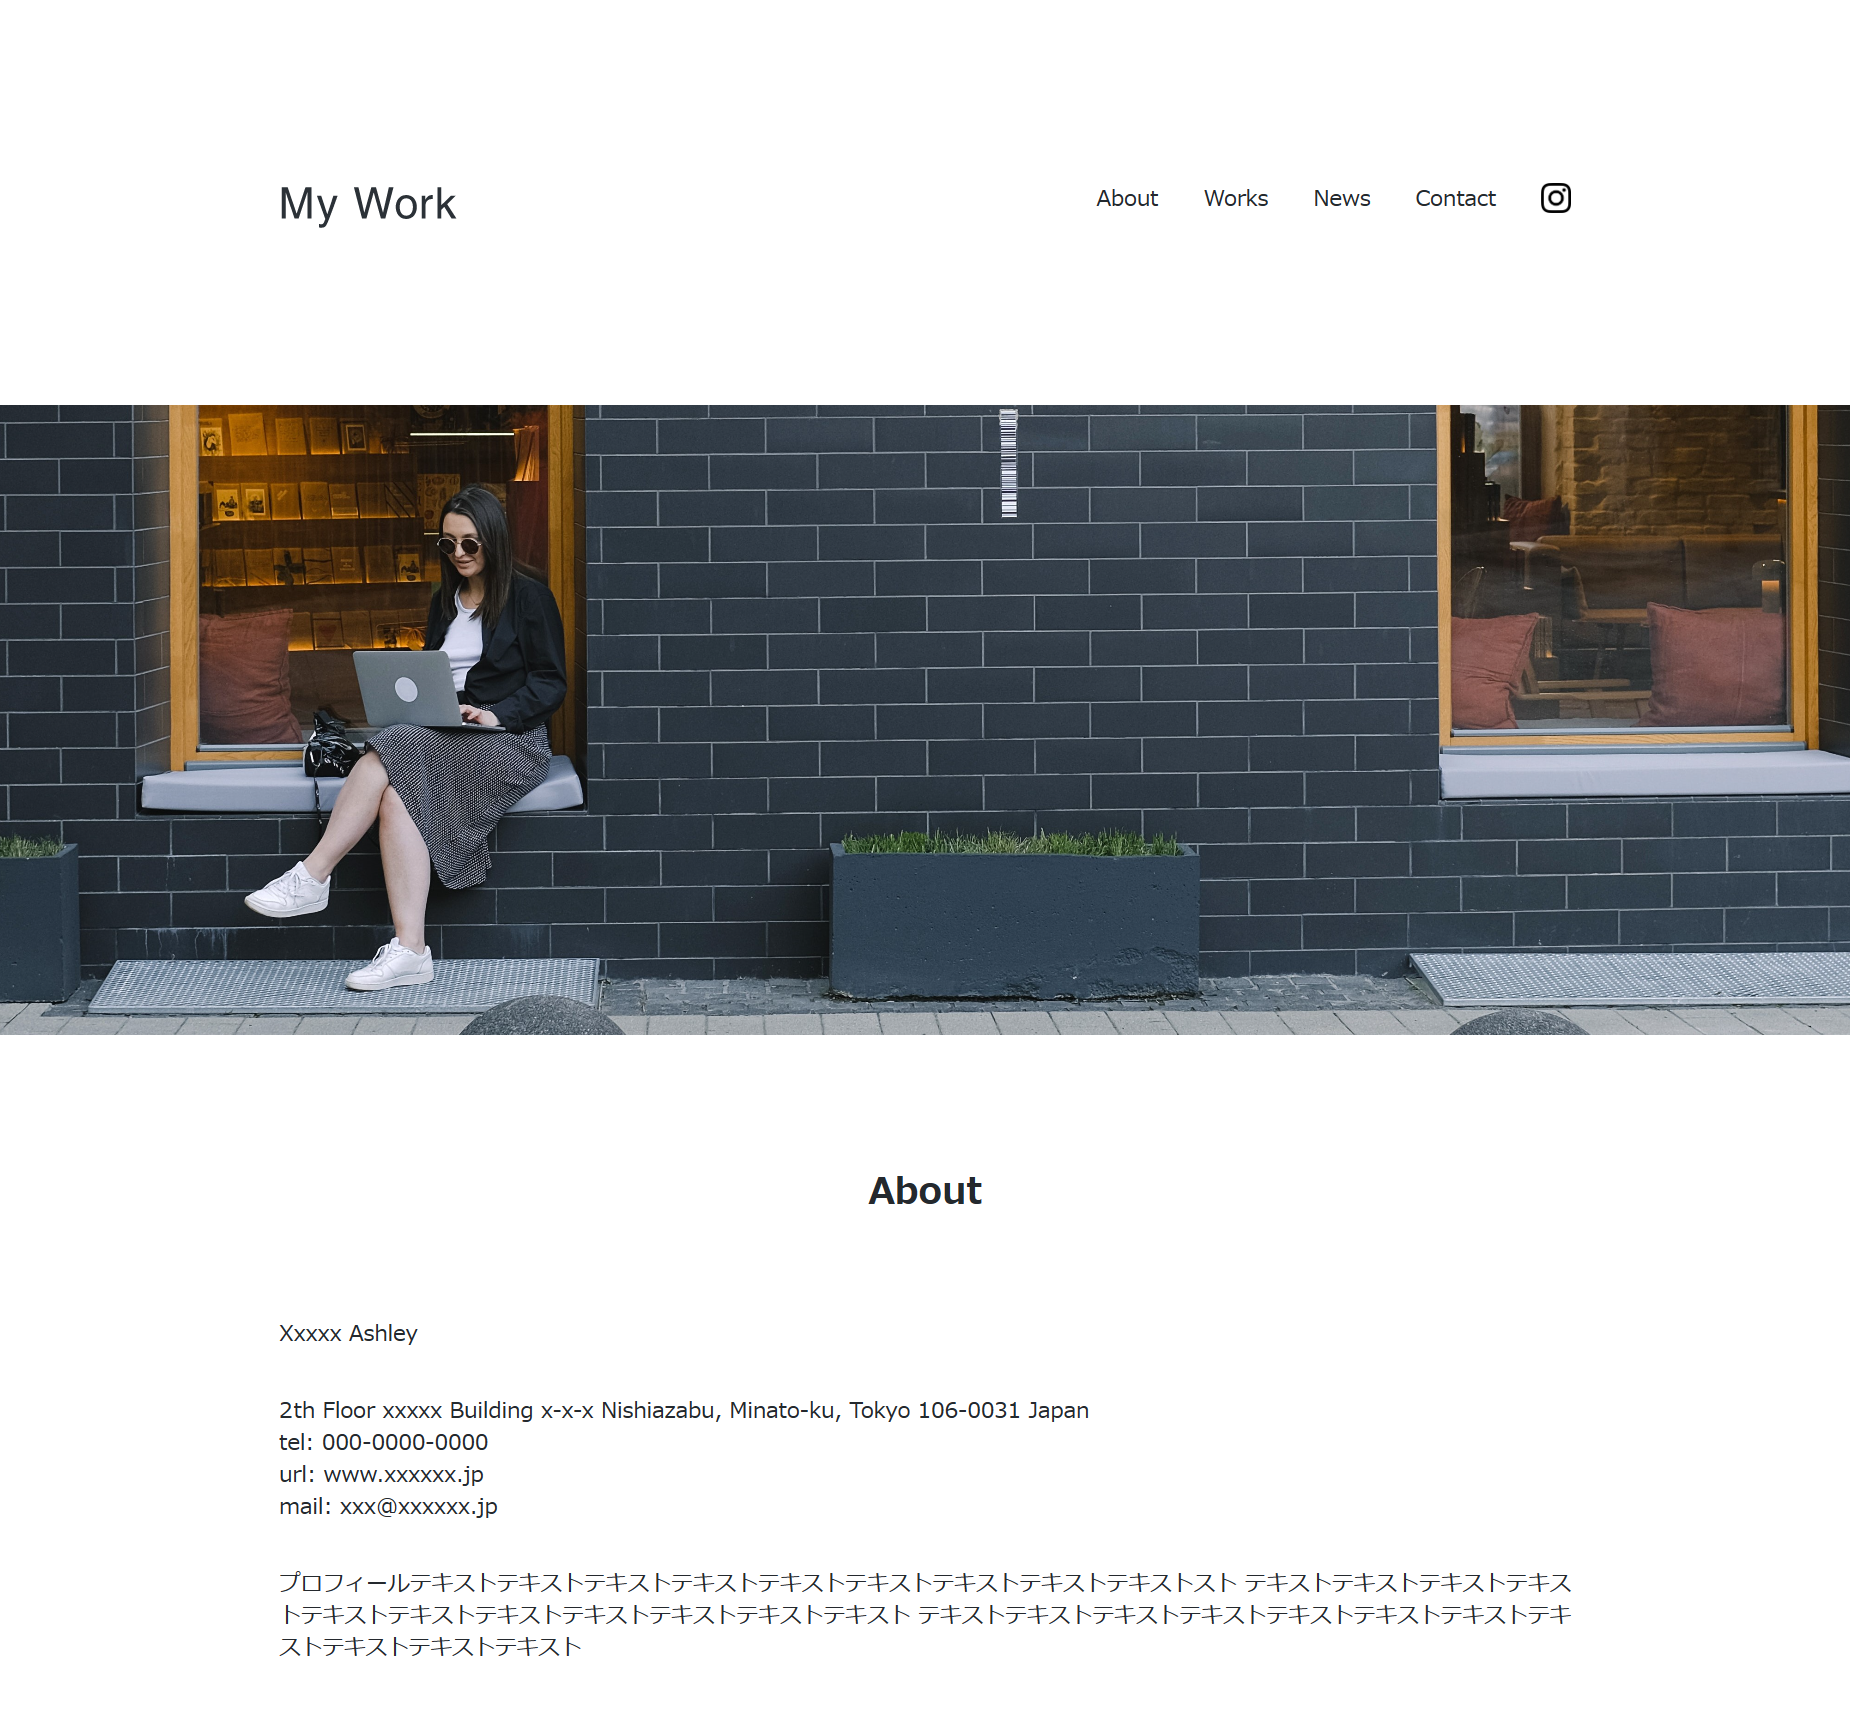 My Work
About Works News Contact
About
Xxxxx Ashley
2th Floor xxxxx Building x-x-x Nishiazabu, Minato-ku, Tokyo 106-0031 Japan
tel: 000-0000-0000
url: www.xxxxxx.jp
mail: xxx@xxxxxx.jp
プロフィールテキストテキストテキストテキストテキストテキストテキストテキストテキストスト テキストテキストテキストテキス
トテキストテキストテキストテキストテキストテキストテキスト テキストテキストテキストテキストテキストテキストテキストテキ
ストテキストテキストテキスト